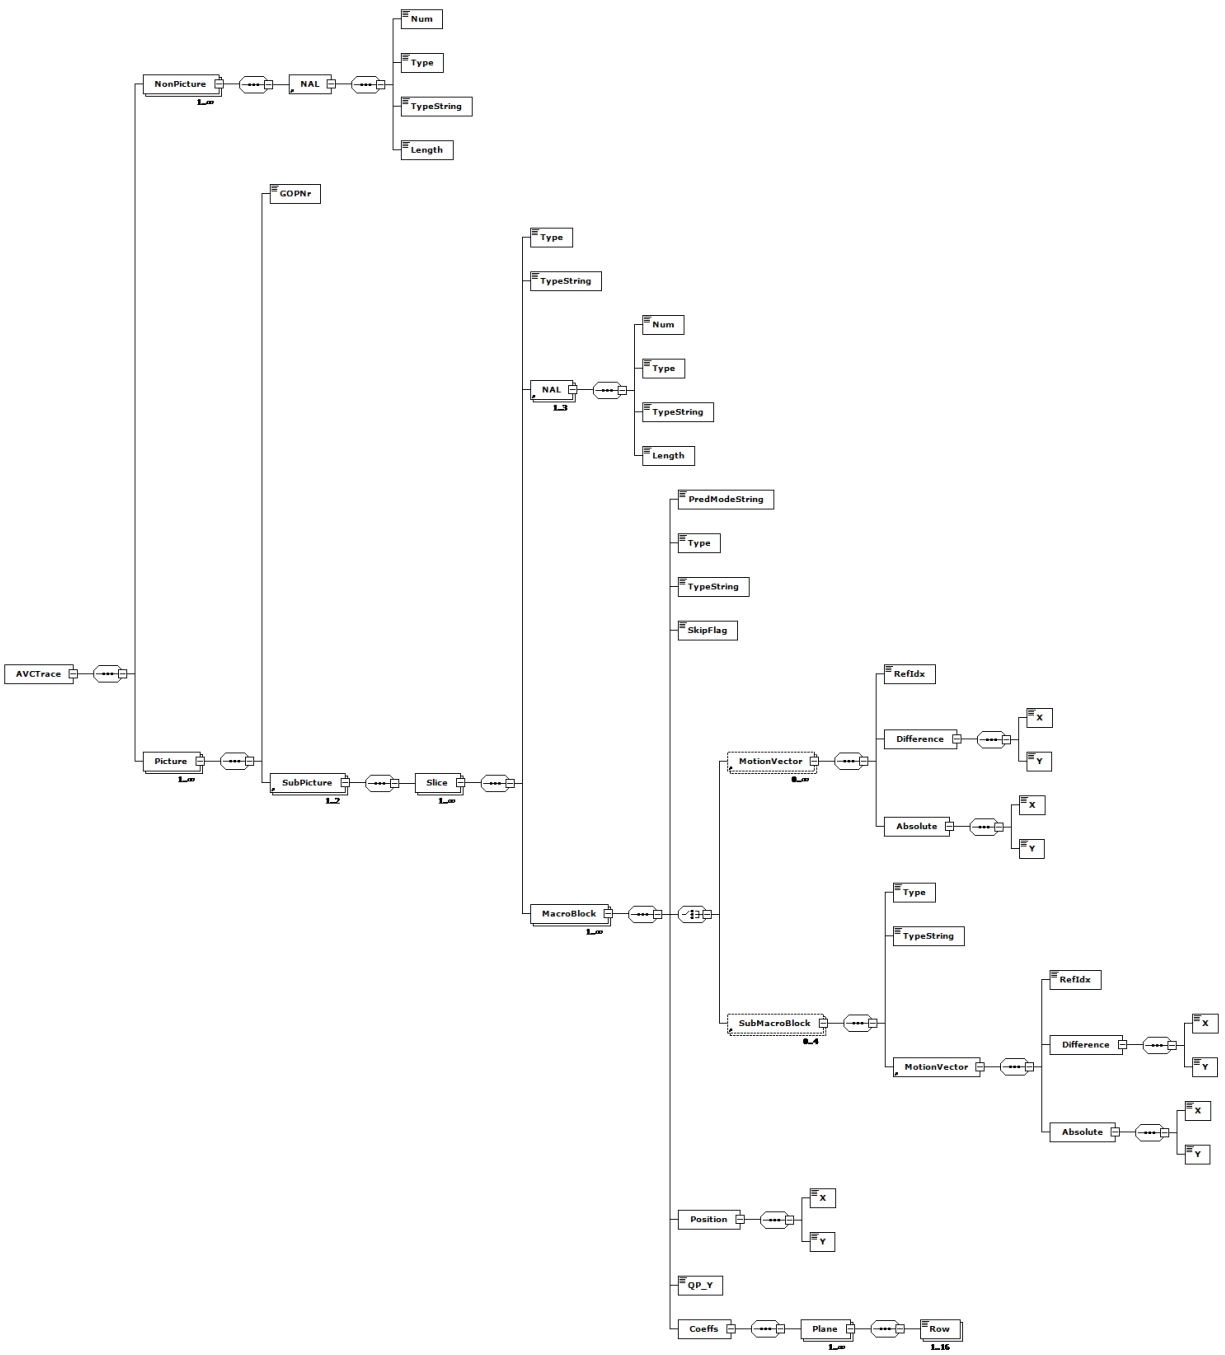 Num
Type
NonPicture
NAL
1..∞
TypeString
Length
GOPNr
Type
TypeString
Num
Type
NAL
1..3
TypeString
Length
PredModeString
Type
TypeString
SkipFlag
AVCTrace
RefIdx
X
Difference
Picture
1..∞
MotionVector
0..∞
Y
SubPicture
1..2
Slice
1..∞
X
Absolute
Y
Type
MacroBlock
1..∞
TypeString
RefIdx
SubMacroBlock
0..4
X
Difference
MotionVector
Y
X
Absolute
Y
X
Position
Y
QP_Y
Coeffs
Plane
1..∞
Row
1..16